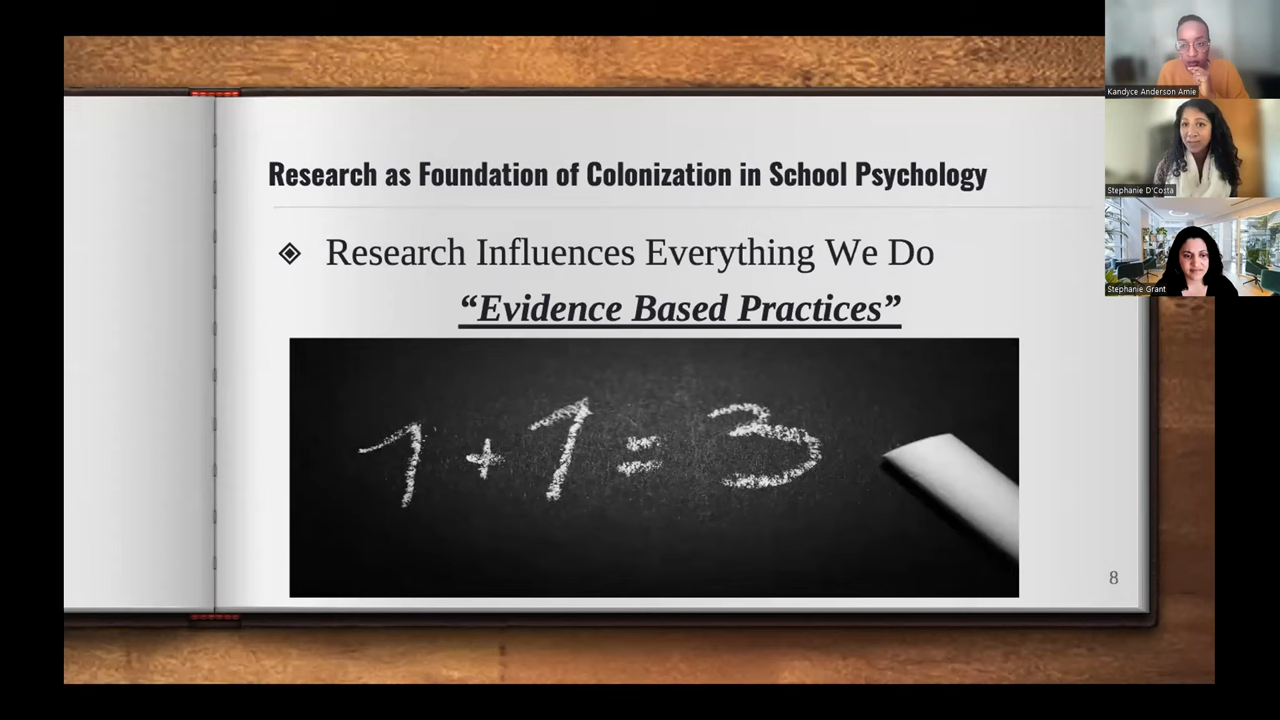 Research as Foundation of Colonization in School Psychology
Research Influences Everything We Do
“Evidence Based Practices”
1 + 1 = 3
8
Kandyce Anderson Amie
Stephanie D'Costa
Stephanie Grant